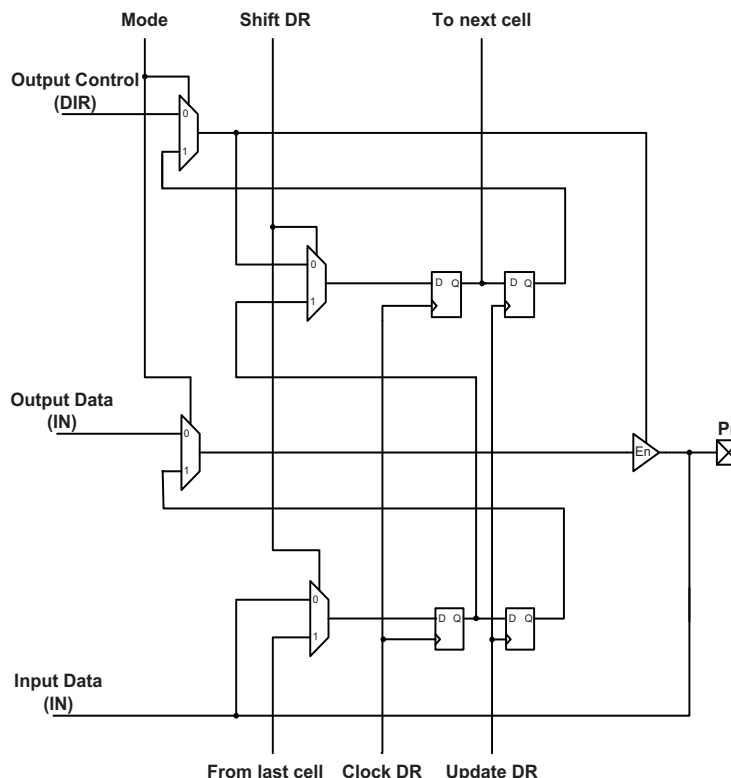 Mode Shift DR To next cell
Output Control
(DIR)
0
1
0
1
D Q
D Q
Output Data
(IN)
0
1
En
0
1
D Q
D Q
Input Data
(IN)
From last cell Clock DR Update DR